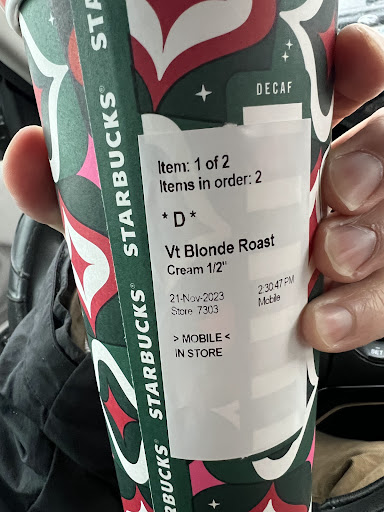 STARBUCKS®
STARBUCKS®
STARBUCKS®
DECAF
Item: 1 of 2
Items in order: 2
* D *
Vt Blonde Roast
Cream 1/2"
21-Nov-2023 2:30:47 PM
Store 7303 Mobile
> MOBILE <
IN STORE